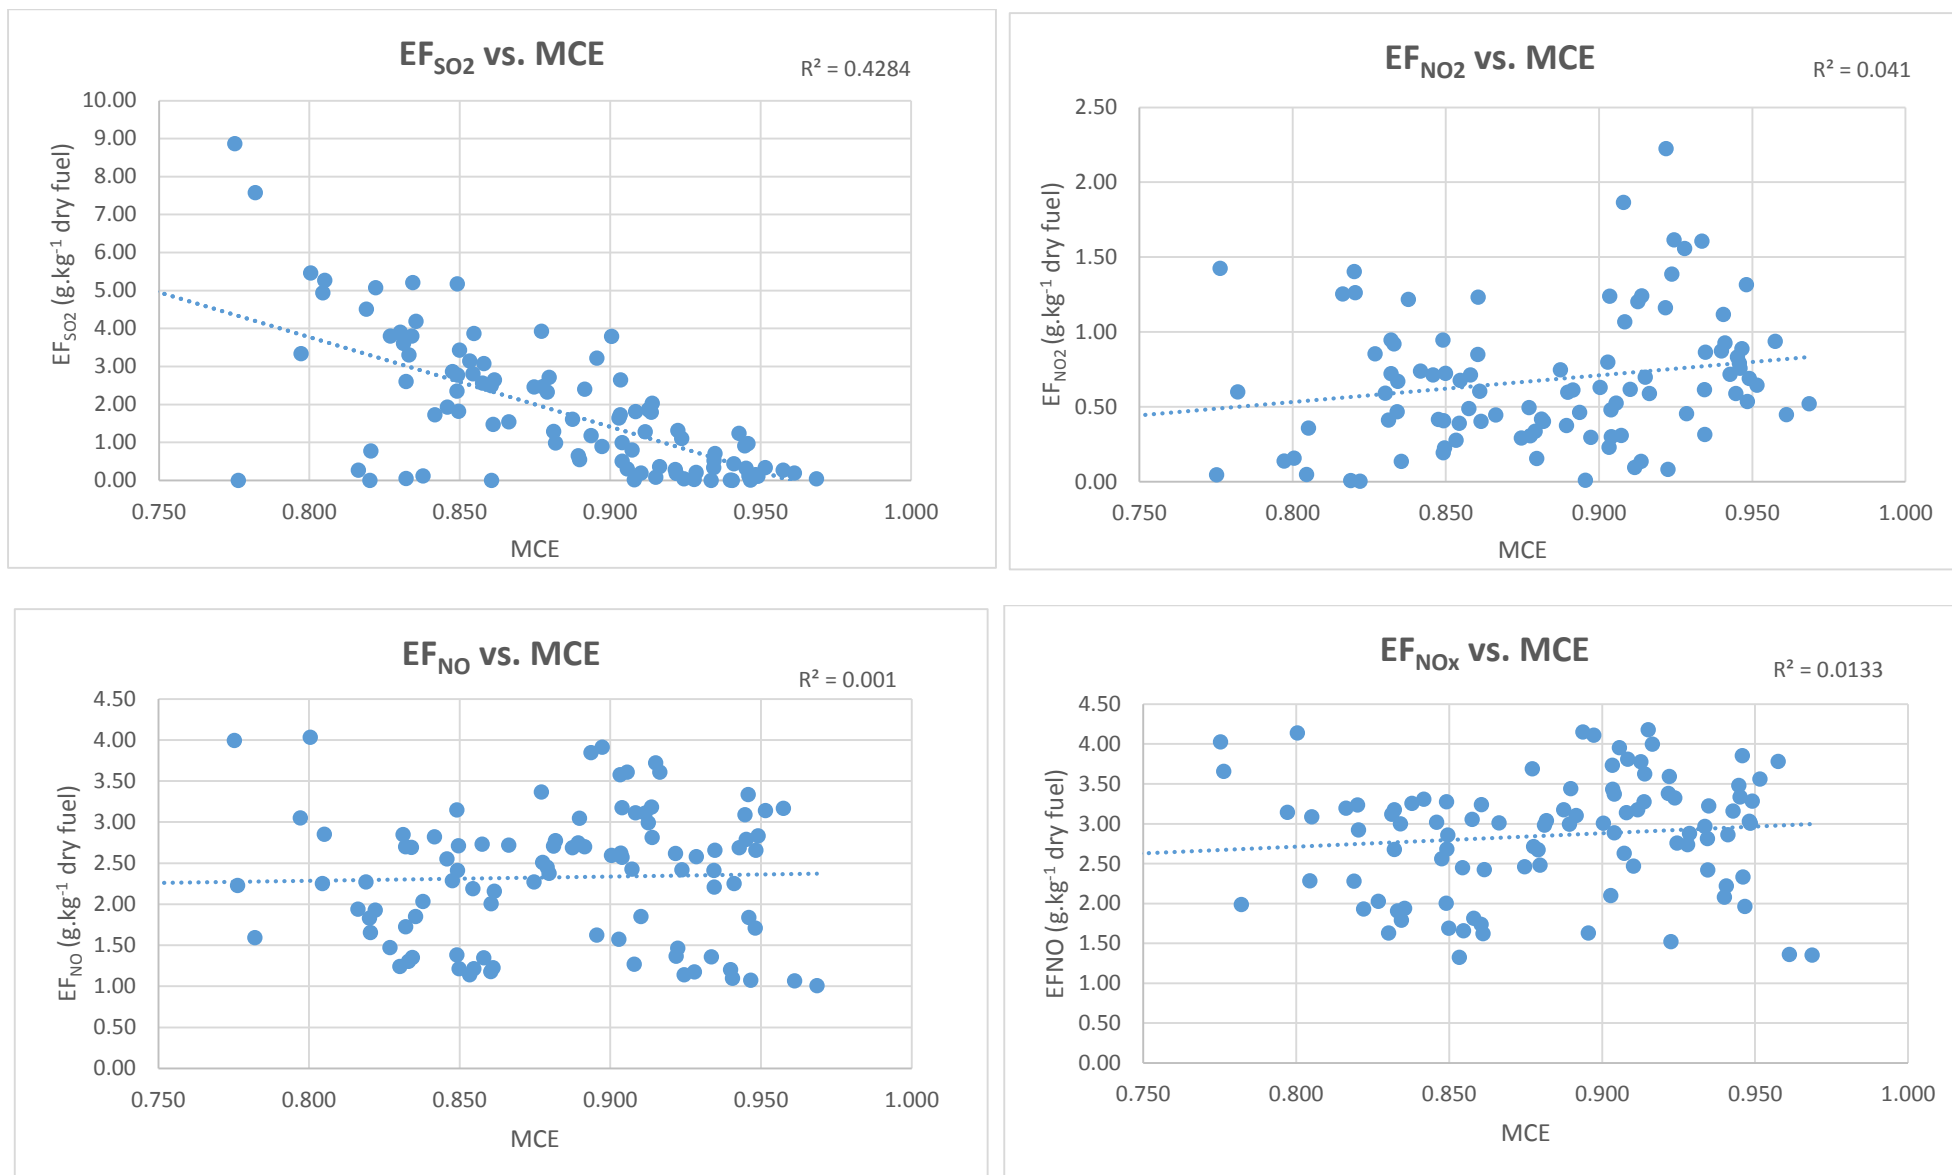 EF_SO2 vs. MCE
R² = 0.4284
EF_SO2 (g.kg⁻¹ dry fuel)
10.00
9.00
8.00
7.00
6.00
5.00
4.00
3.00
2.00
1.00
0.00
0.750 0.800 0.850 0.900 0.950 1.000
MCE
EF_NO2 vs. MCE
R² = 0.041
EF_NO2 (g.kg⁻¹ dry fuel)
2.50
2.00
1.50
1.00
0.50
0.00
0.750 0.800 0.850 0.900 0.950 1.000
MCE
EF_NO vs. MCE
R² = 0.001
EF_NO (g.kg⁻¹ dry fuel)
4.50
4.00
3.50
3.00
2.50
2.00
1.50
1.00
0.50
0.00
0.750 0.800 0.850 0.900 0.950 1.000
MCE
EF_NOx vs. MCE
R² = 0.0133
EFNO (g.kg⁻¹ dry fuel)
4.50
4.00
3.50
3.00
2.50
2.00
1.50
1.00
0.50
0.00
0.750 0.800 0.850 0.900 0.950 1.000
MCE